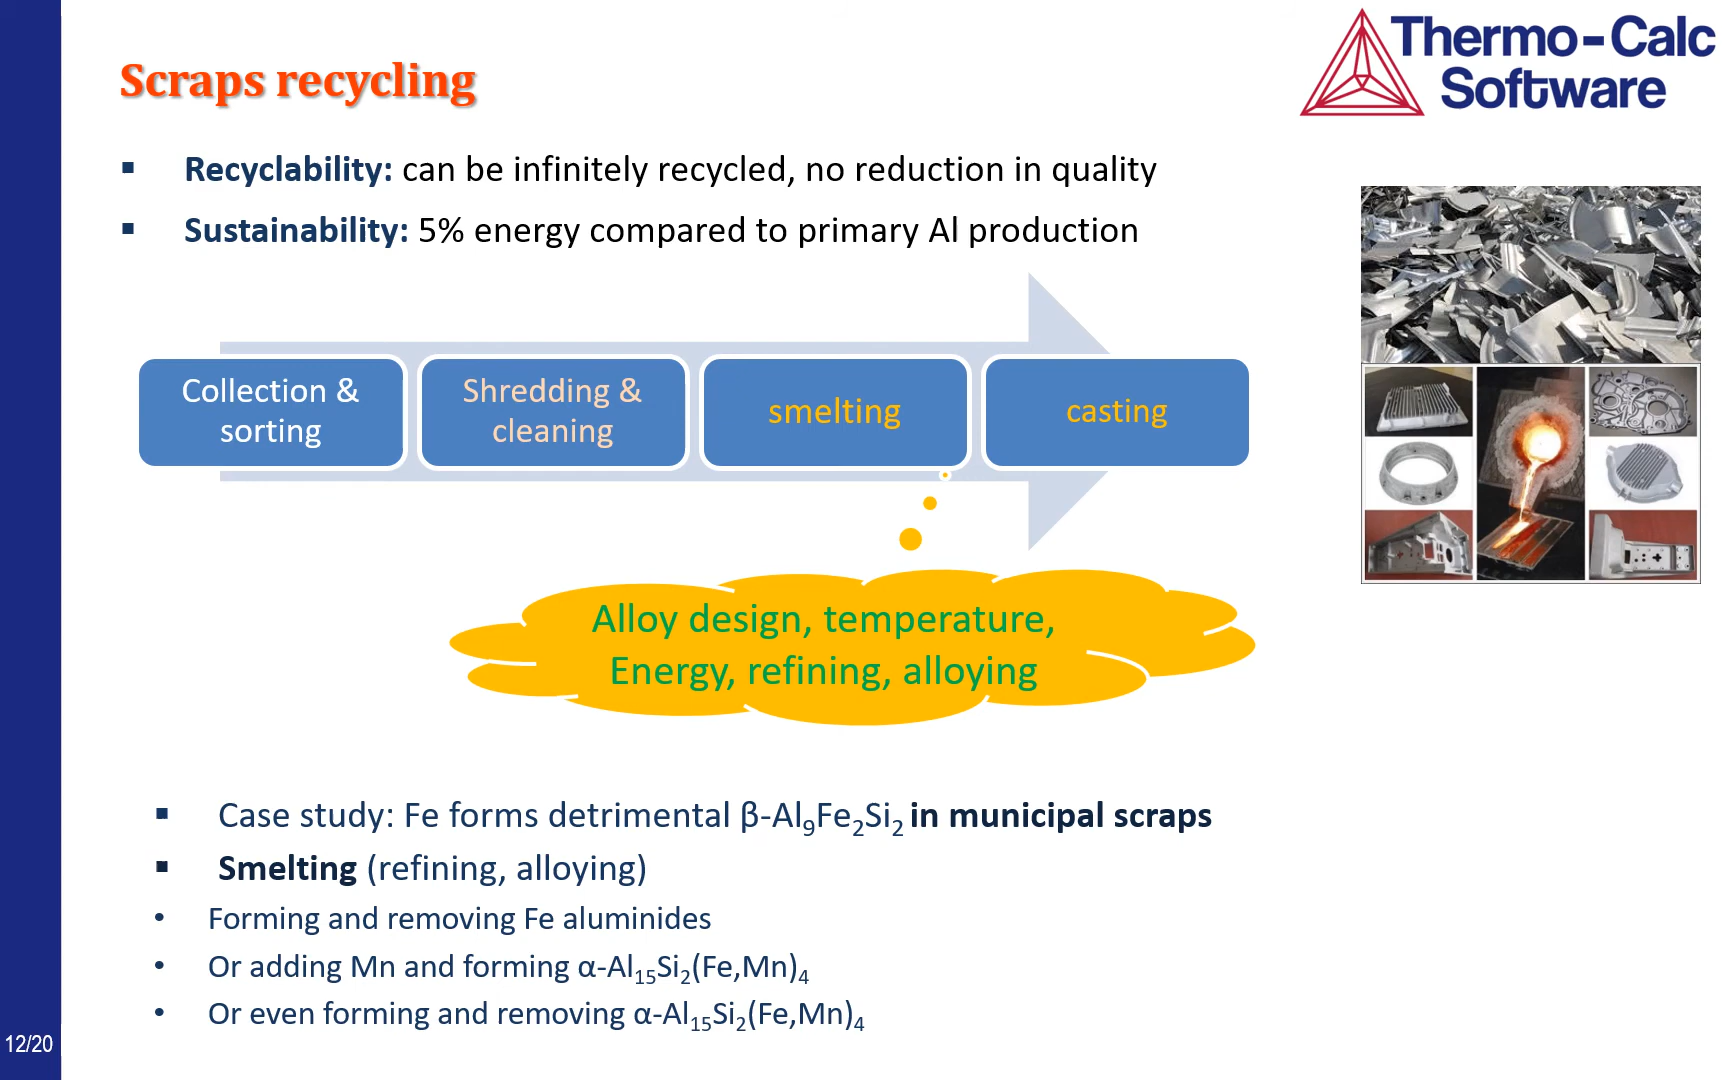 Thermo-Calc
Software
Scraps recycling
▪ Recyclability: can be infinitely recycled, no reduction in quality
▪ Sustainability: 5% energy compared to primary Al production
Collection &
sorting
Shredding &
cleaning
smelting
casting
Alloy design, temperature,
Energy, refining, alloying
▪ Case study: Fe forms detrimental β-Al₉Fe₂Si₂ in municipal scraps
▪ Smelting (refining, alloying)
• Forming and removing Fe aluminides
• Or adding Mn and forming α-Al₁₅Si₂(Fe,Mn)₄
• Or even forming and removing α-Al₁₅Si₂(Fe,Mn)₄
12/20